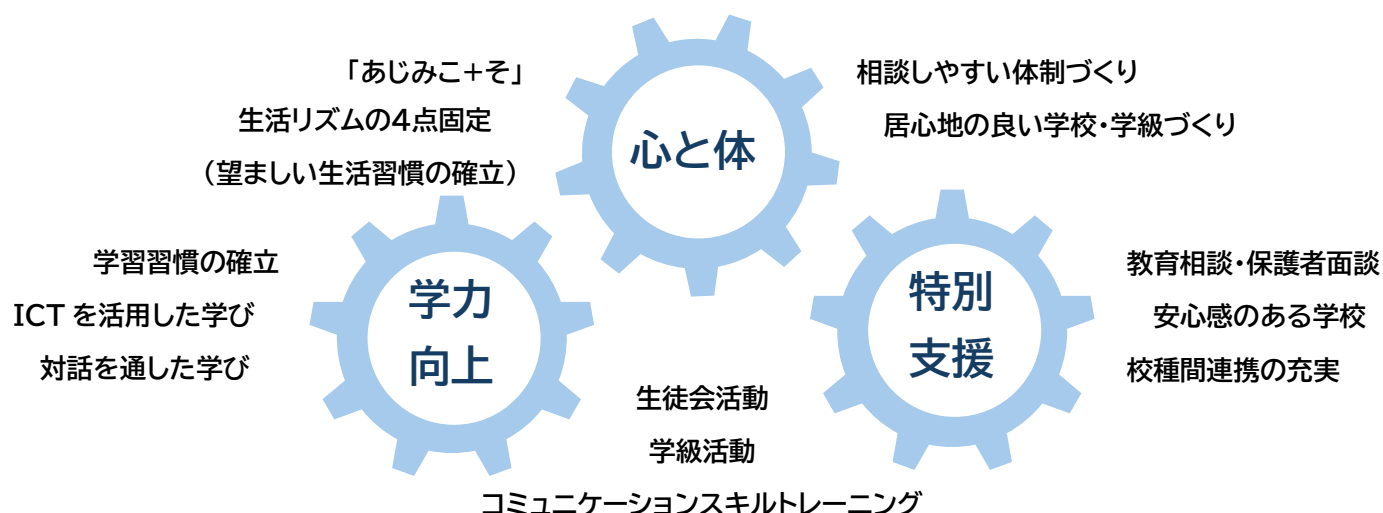 「あじみこ+そ」
生活リズムの4点固定
(望ましい生活習慣の確立)
心と体
相談しやすい体制づくり
居心地の良い学校・学級づくり
学習習慣の確立
ICT を活用した学び
対話を通した学び
学力
向上
特別
支援
教育相談・保護者面談
安心感のある学校
校種間連携の充実
生徒会活動
学級活動
コミュニケーションスキルトレーニング